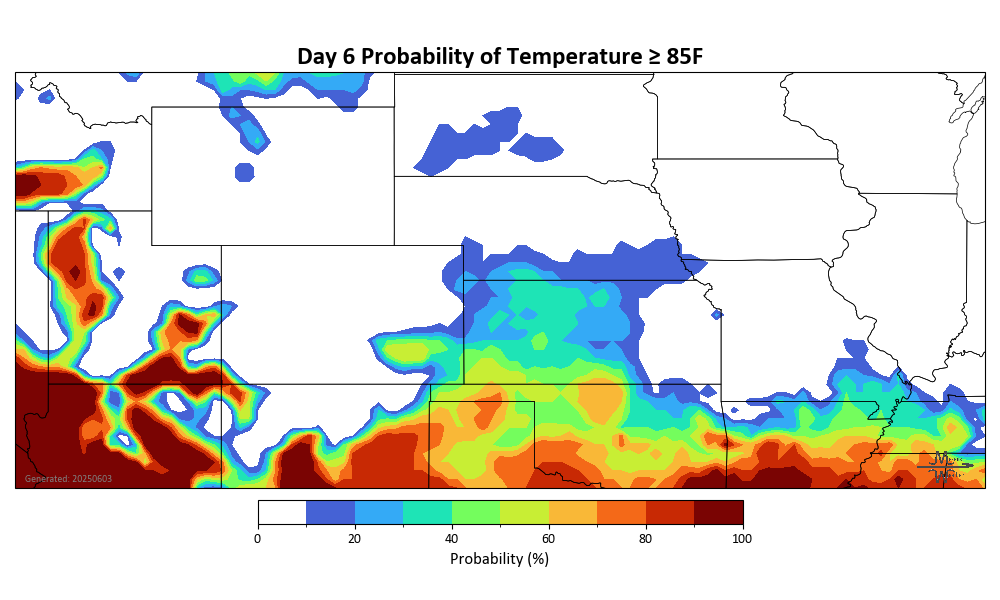 Day 6 Probability of Temperature ≥ 85F
Generated: 20250603
0 20 40 60 80 100
Probability (%)